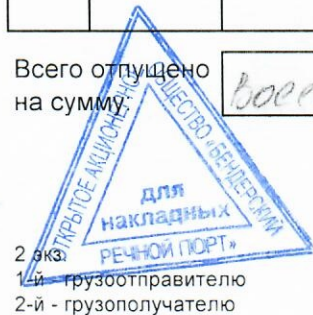 Всего отпущено
на сумму:
ОТКРЫТОЕ АКЦИОНЕРНОЕ
ОБЩЕСТВО «БЕНДЕРСКИЙ
РЕЧНОЙ ПОРТ»
для
накладных
2 экз.
1-й - грузоотправителю
2-й - грузополучателю